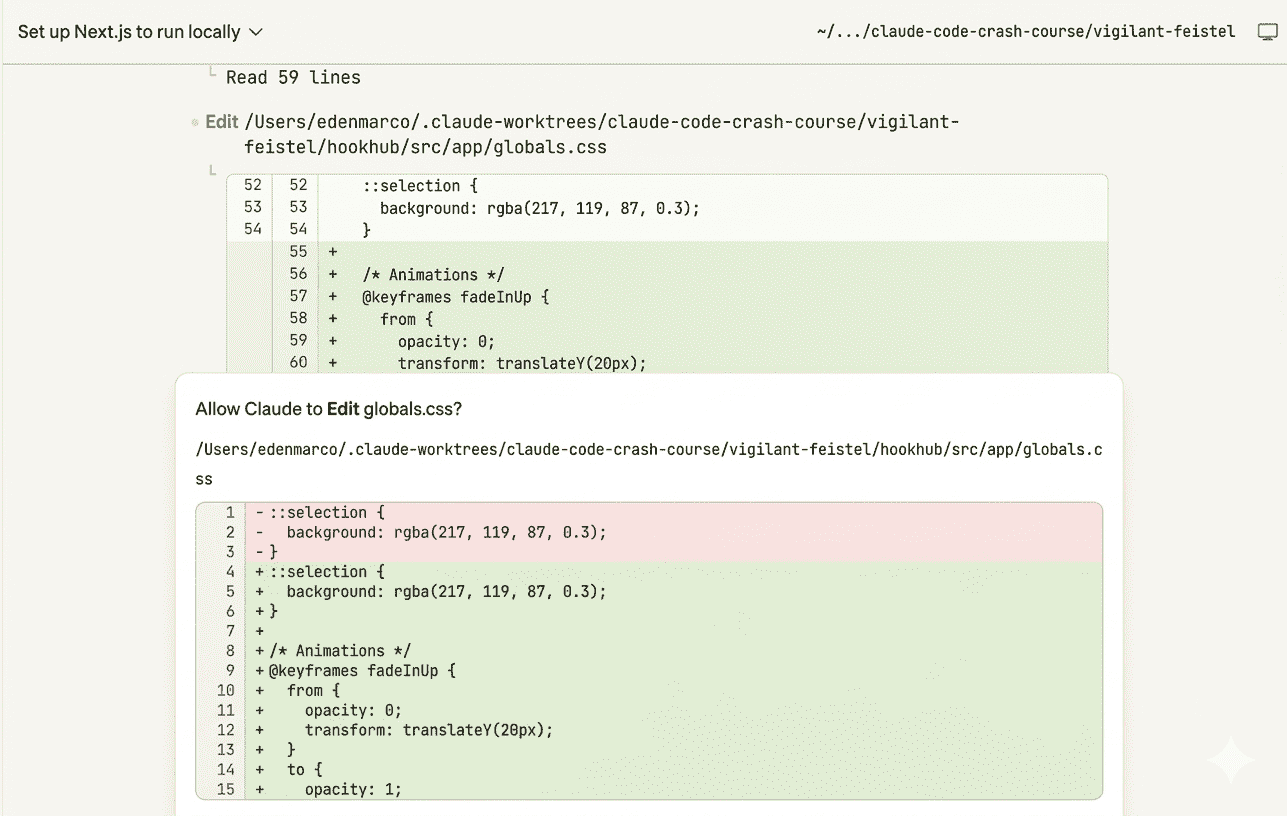 Set up Next.js to run locally
~/.../claude-code-crash-course/vigilant-feistel
Read 59 lines
Edit /Users/edenmarco/.claude-worktrees/claude-code-crash-course/vigilant-
feistel/hookhub/src/app/globals.css
52 52 ::selection {
53 53 background: rgba(217, 119, 87, 0.3);
54 54 }
55 +
56 + /* Animations */
57 + @keyframes fadeInUp {
58 + from {
59 + opacity: 0;
60 + transform: translateY(20px);
Allow Claude to Edit globals.css?
/Users/edenmarco/.claude-worktrees/claude-code-crash-course/vigilant-feistel/hookhub/src/app/globals.c
ss
1 - ::selection {
2 - background: rgba(217, 119, 87, 0.3);
3 - }
4 + ::selection {
5 + background: rgba(217, 119, 87, 0.3);
6 + }
7 +
8 + /* Animations */
9 + @keyframes fadeInUp {
10 + from {
11 + opacity: 0;
12 + transform: translateY(20px);
13 + }
14 + to {
15 + opacity: 1;